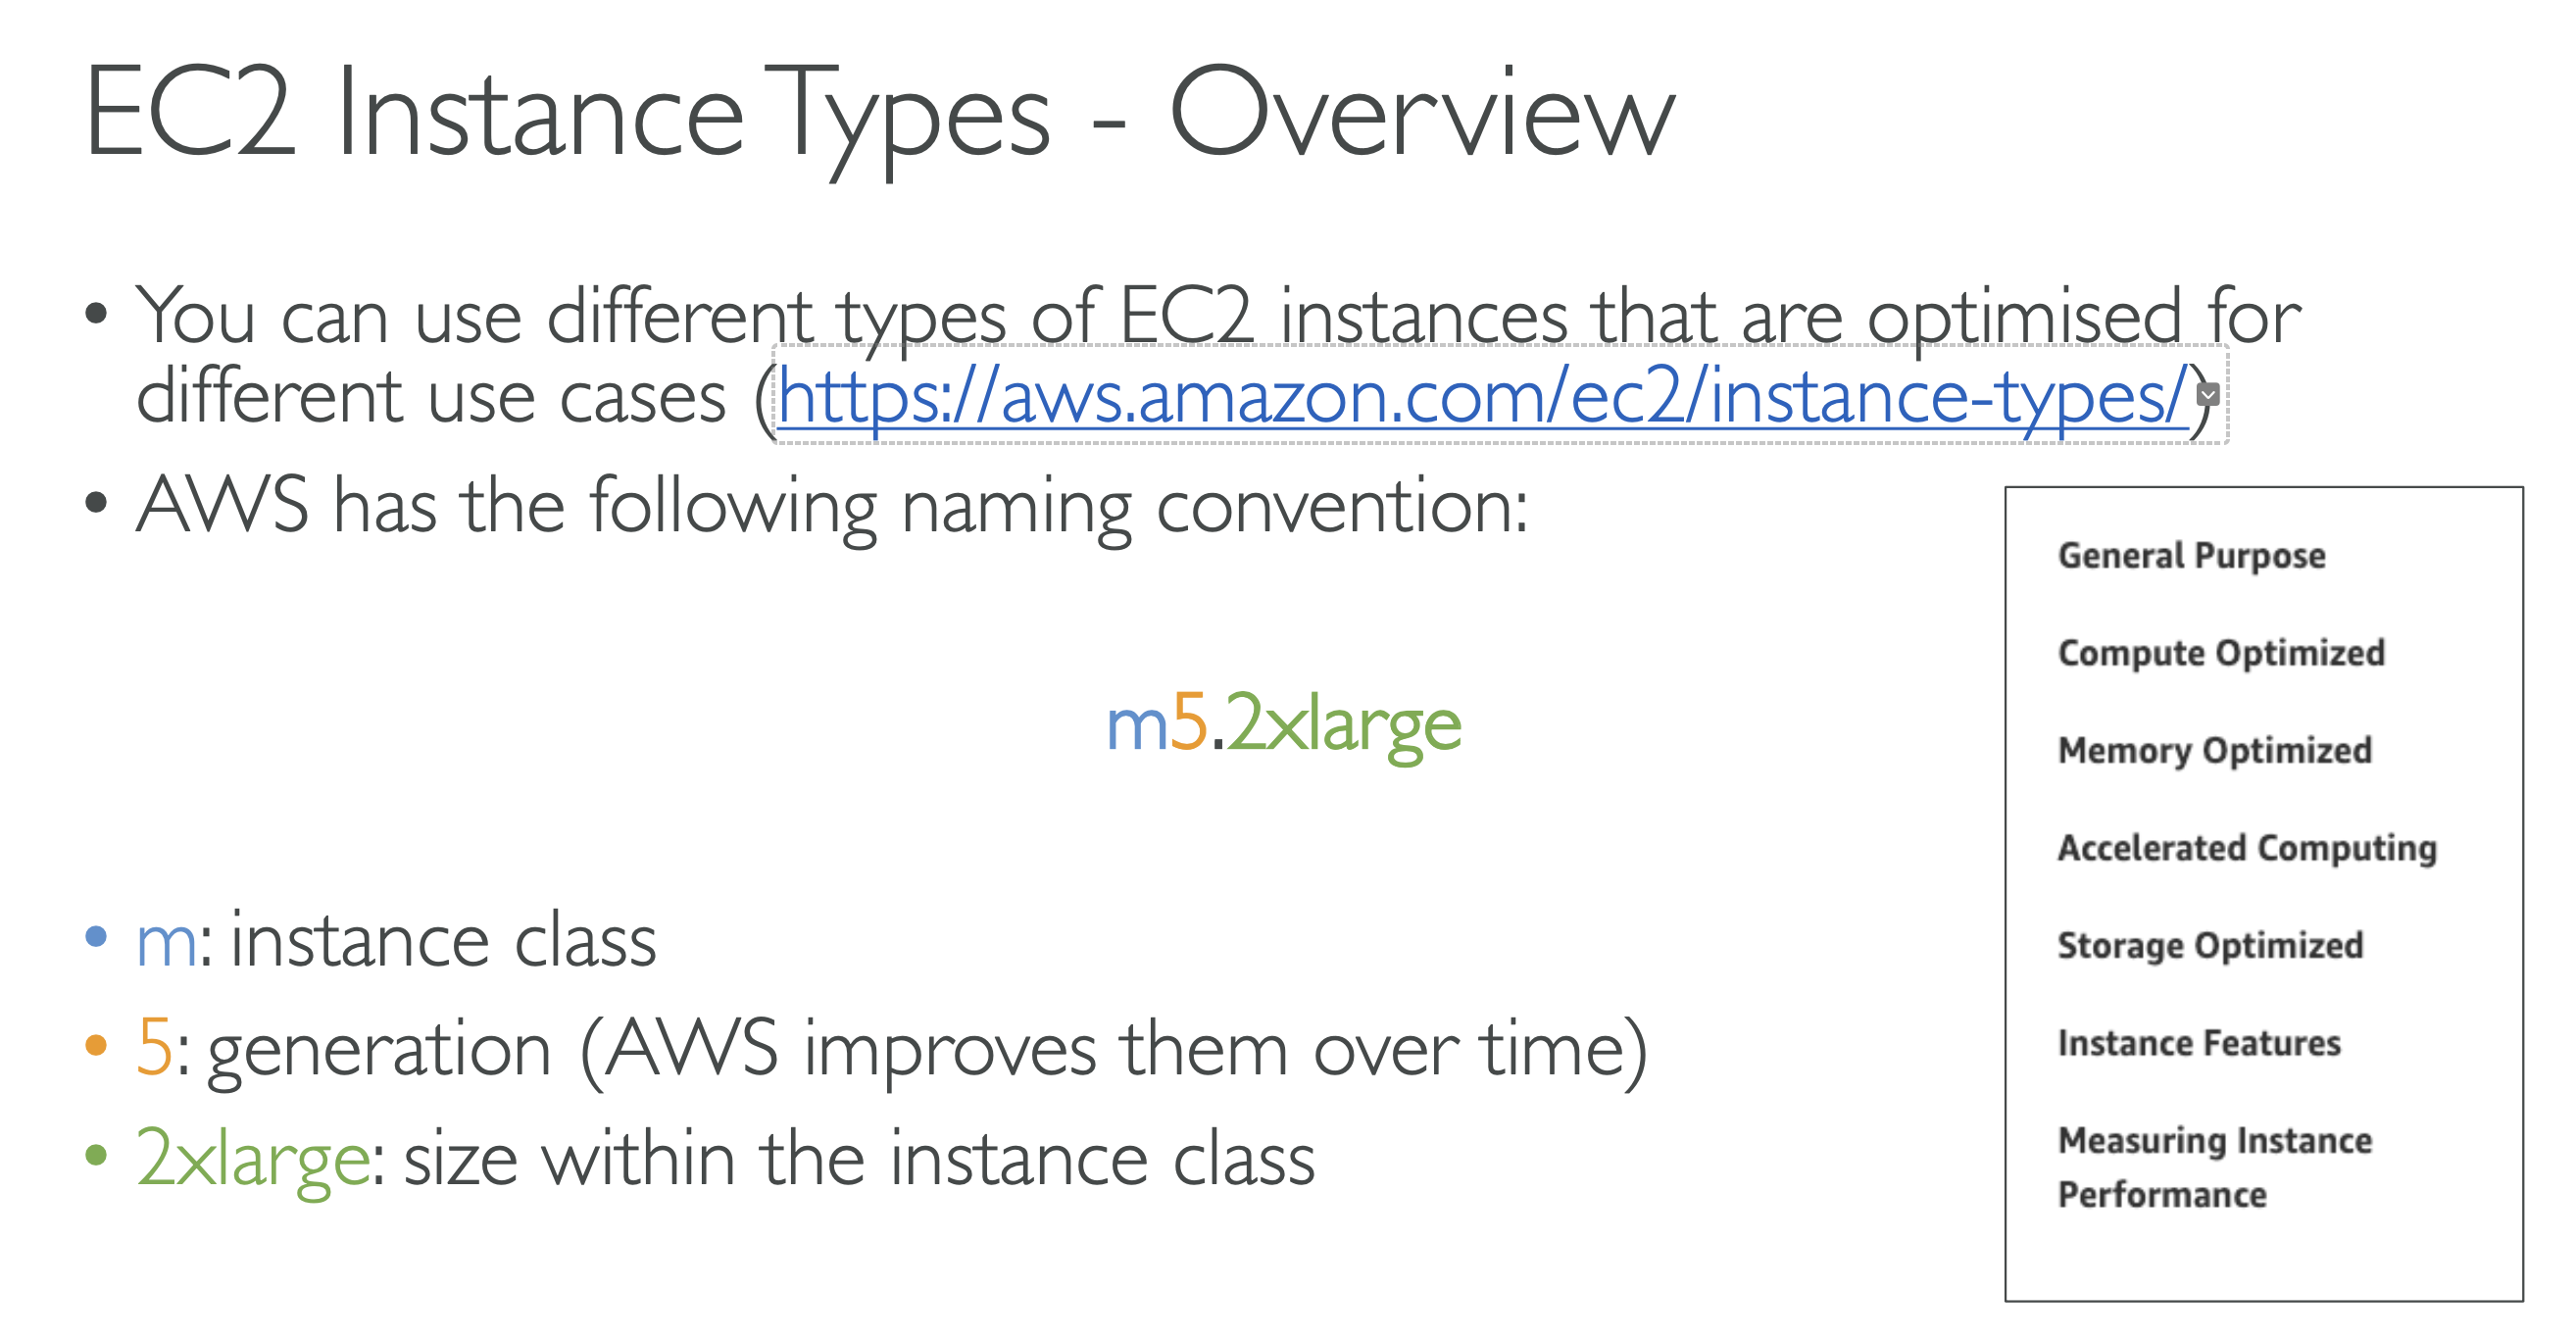 EC2 Instance Types - Overview
• You can use different types of EC2 instances that are optimised for
different use cases (https://aws.amazon.com/ec2/instance-types/)
• AWS has the following naming convention:
m5.2xlarge
• m: instance class
• 5: generation (AWS improves them over time)
• 2xlarge: size within the instance class
General Purpose
Compute Optimized
Memory Optimized
Accelerated Computing
Storage Optimized
Instance Features
Measuring Instance
Performance